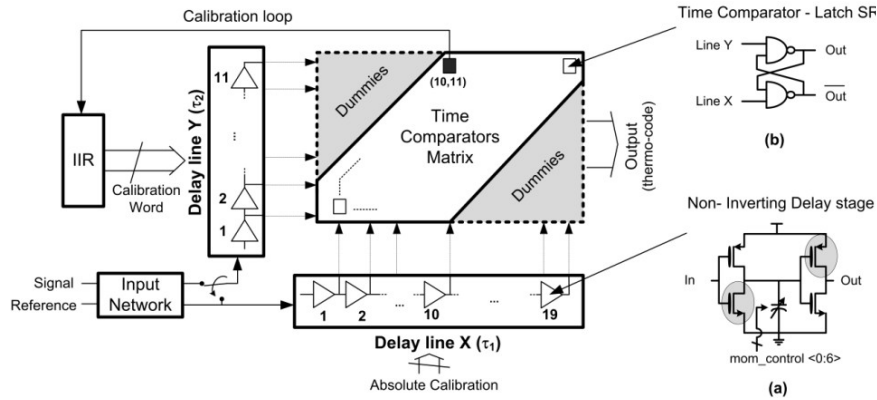 Calibration loop
Time Comparator - Latch SR
11
(10,11)
Dummies
Line Y
Out
Line X
Out
(b)
Delay line Y (τ2)
...
Time
Comparators
Matrix
Dummies
Output
(thermo-code)
IIR
Calibration
Word
2
1
...
........
Non- Inverting Delay stage
Signal
Reference
Input
Network
1
2
...
10
...
19
In
Out
mom_control <0:6>
Delay line X (τ1)
Absolute Calibration
(a)